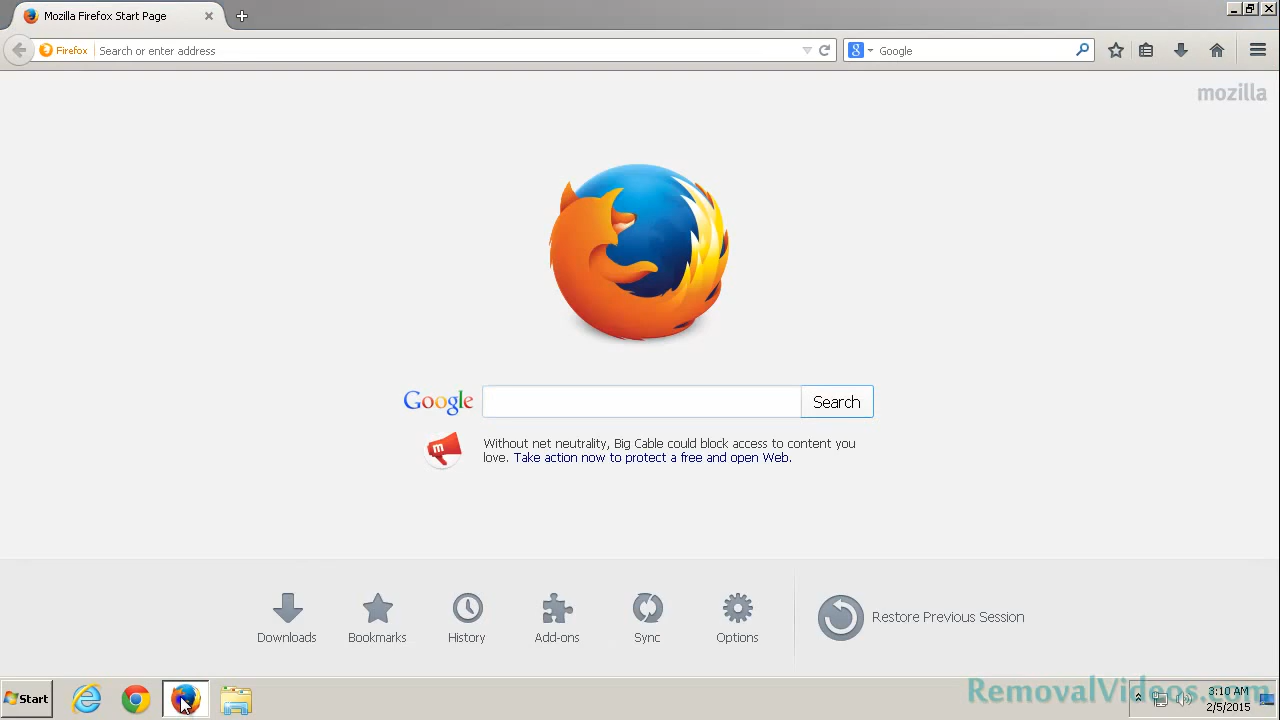 Mozilla Firefox Start Page
Firefox
Search or enter address
Google
mozilla
Google
Search
Without net neutrality, Big Cable could block access to content you
love. Take action now to protect a free and open Web.
Downloads
Bookmarks
History
Add-ons
Sync
Options
Restore Previous Session
Start
RemovalVideos.com
3:10 AM
2/5/2015